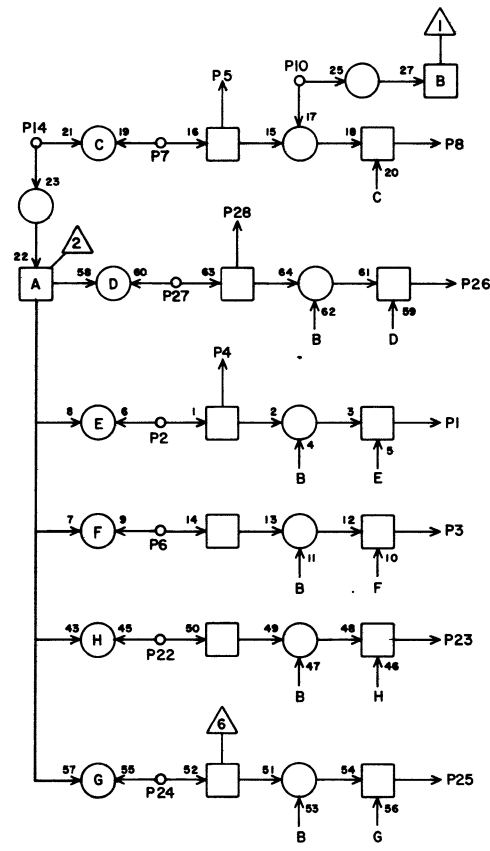 1
P10 25 27 B
P5
17
P14 21 C 19 P7 16 15 18 P8
20
C
23
22 A 2
P28
58 D 60 P27 63 64 61 P26
62 59
B D
P4
8 E 6 P2 1 2 3 P1
4 5
B E
7 F 9 P6 14 13 12 P3
11 10
B F
43 H 45 P22 50 49 48 P23
47 46
B H
6
57 G 55 P24 52 51 54 P25
53 56
B G